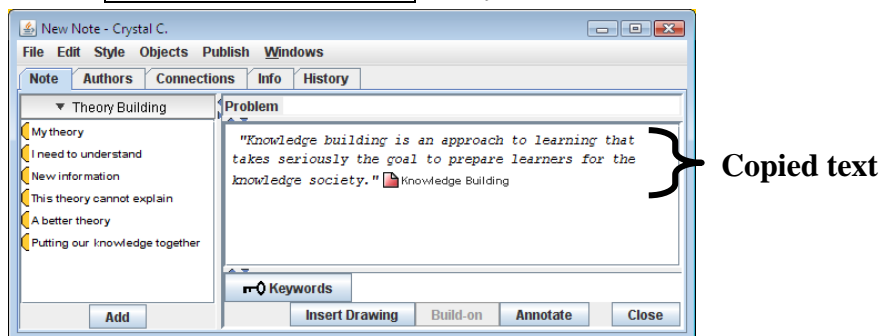 New Note - Crystal C.
File Edit Style Objects Publish Windows
Note Authors Connections Info History
Theory Building
My theory
I need to understand
New information
This theory cannot explain
A better theory
Putting our knowledge together
Add
Problem
"Knowledge building is an approach to learning that
takes seriously the goal to prepare learners for the
knowledge society." Knowledge Building
Keywords
Insert Drawing Build-on Annotate Close
Copied text